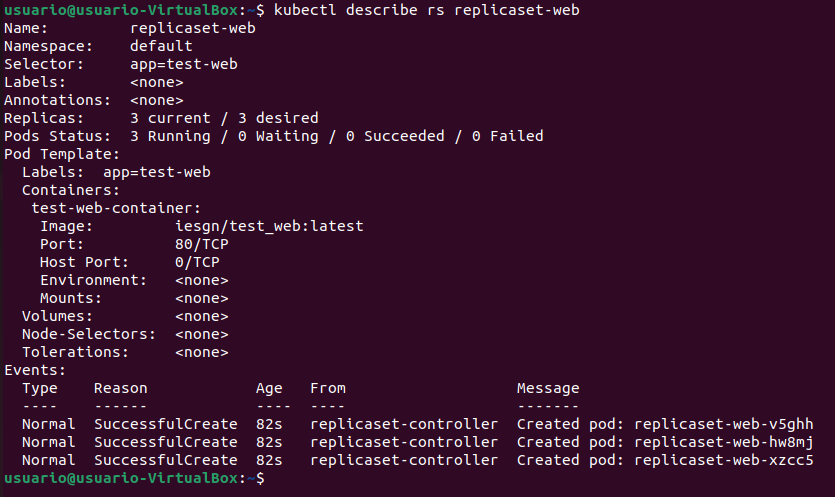 usuario@usuario-VirtualBox:~$ kubectl describe rs replicaset-web
Name:         replicaset-web
Namespace:    default
Selector:     app=test-web
Labels:       <none>
Annotations:  <none>
Replicas:     3 current / 3 desired
Pods Status:  3 Running / 0 Waiting / 0 Succeeded / 0 Failed
Pod Template:
  Labels:  app=test-web
  Containers:
   test-web-container:
    Image:         iesgn/test_web:latest
    Port:          80/TCP
    Host Port:     0/TCP
    Environment:   <none>
    Mounts:        <none>
  Volumes:         <none>
  Node-Selectors:  <none>
  Tolerations:     <none>
Events:
  Type    Reason            Age   From                   Message
  ----    ------            ----  ----                   -------
  Normal  SuccessfulCreate  82s   replicaset-controller  Created pod: replicaset-web-v5ghh
  Normal  SuccessfulCreate  82s   replicaset-controller  Created pod: replicaset-web-hw8mj
  Normal  SuccessfulCreate  82s   replicaset-controller  Created pod: replicaset-web-xzcc5
usuario@usuario-VirtualBox:~$